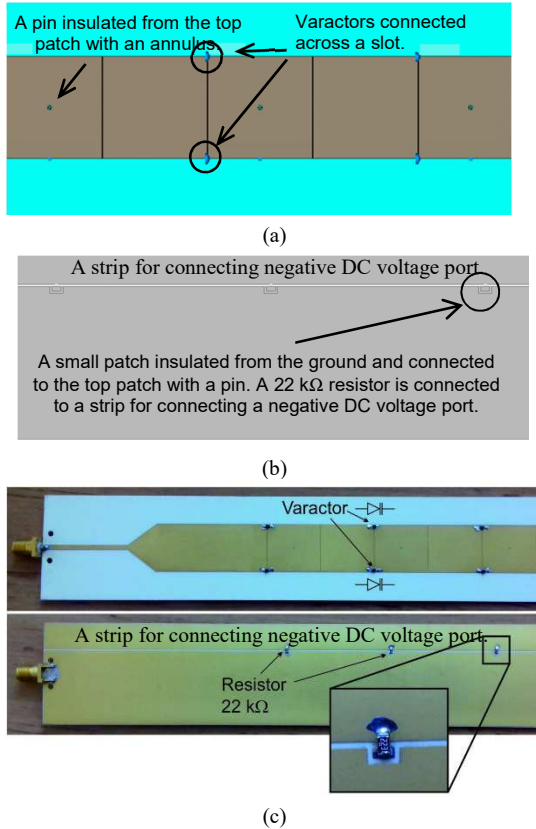 A pin insulated from the top
patch with an annulus.
Varactors connected
across a slot.
(a)
A strip for connecting negative DC voltage port.
A small patch insulated from the ground and connected
to the top patch with a pin. A 22 kΩ resistor is connected
to a strip for connecting a negative DC voltage port.
(b)
Varactor
A strip for connecting negative DC voltage port.
Resistor
22 kΩ
(c)